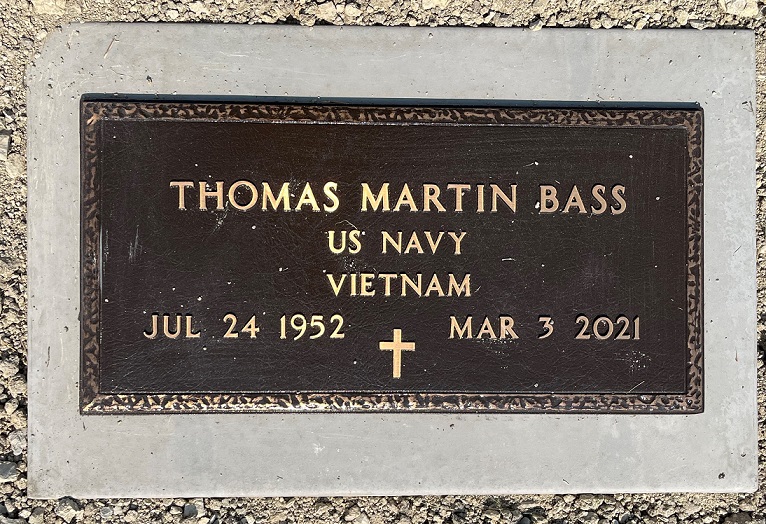 THOMAS MARTIN BASS
US NAVY
VIETNAM
JUL 24 1952 MAR 3 2021